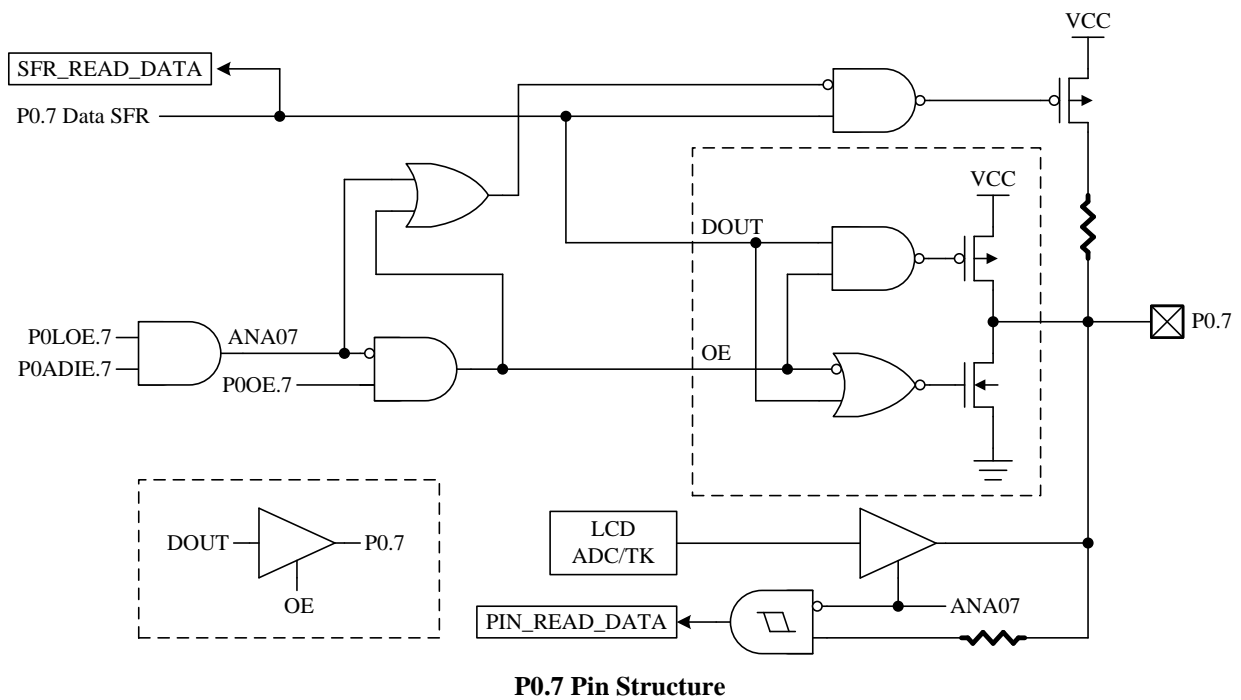 VCC
SFR_READ_DATA
P0.7 Data SFR
VCC
DOUT
P0LOE.7
ANA07
P0ADIE.7
P0OE.7
OE
P0.7
DOUT
P0.7
OE
LCD
ADC/TK
PIN_READ_DATA
ANA07
P0.7 Pin Structure